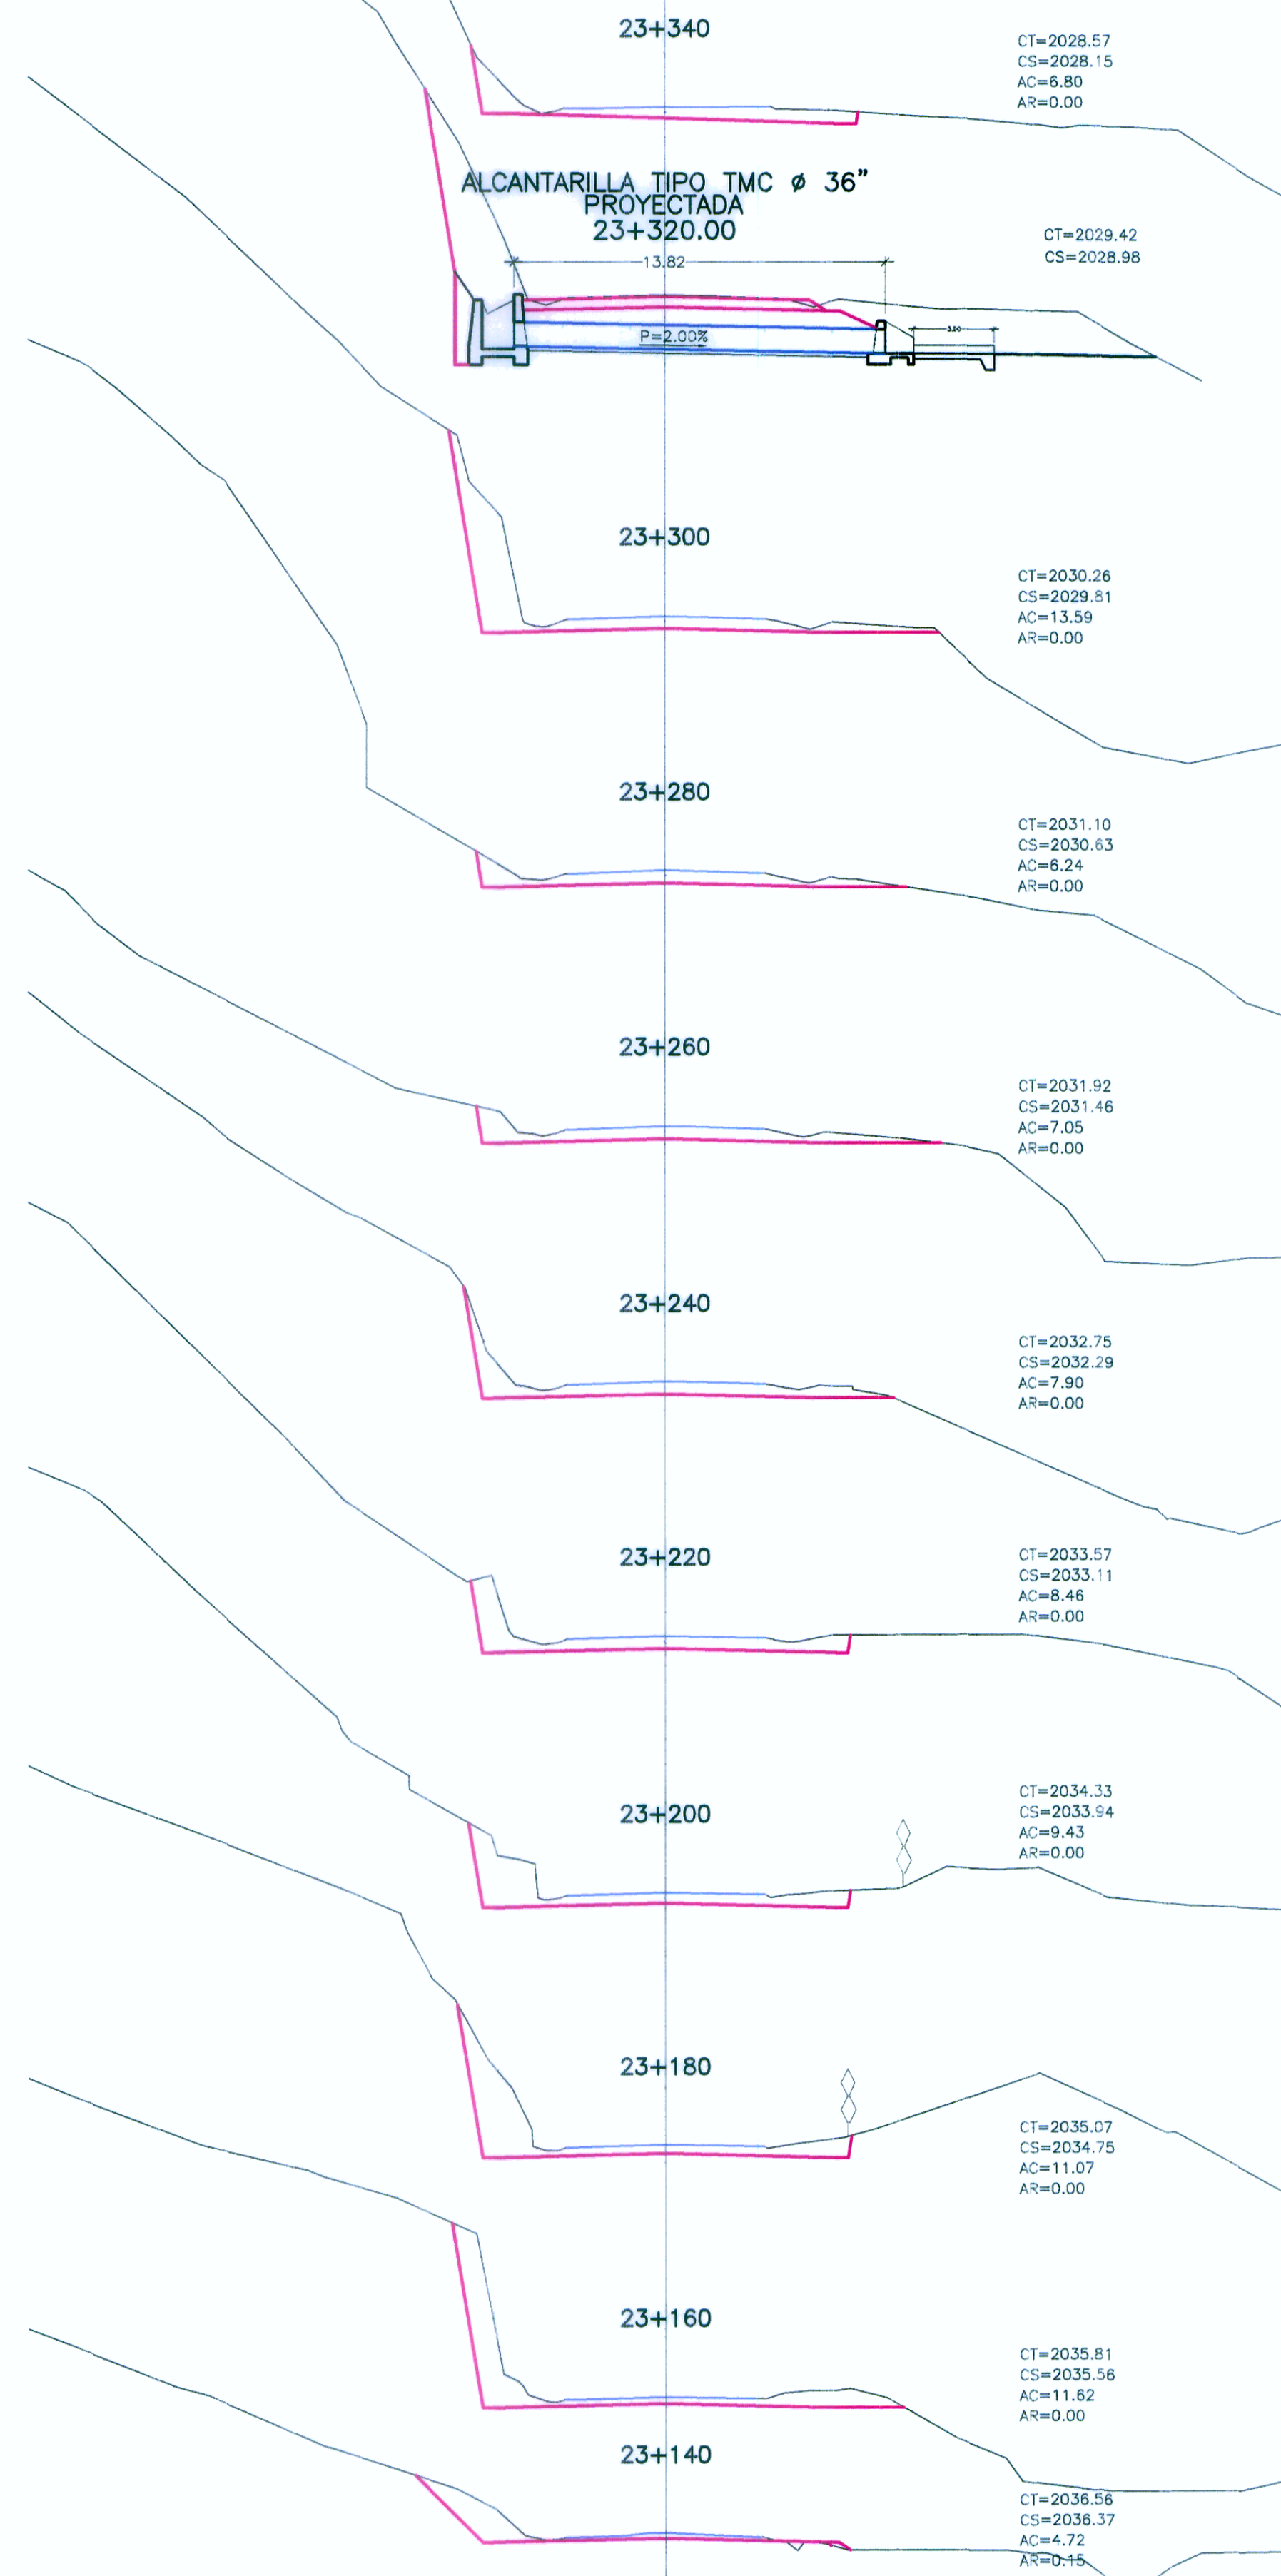 23+340
CT=2028.57
CS=2028.15
AC=6.80
AR=0.00
ALCANTARILLA TIPO TMC ø 36"
PROYECTADA
23+320.00
CT=2029.42
CS=2028.98
13.82
P=2.00%
3.90
23+300
CT=2030.26
CS=2029.81
AC=13.59
AR=0.00
23+280
CT=2031.10
CS=2030.63
AC=6.24
AR=0.00
23+260
CT=2031.92
CS=2031.46
AC=7.05
AR=0.00
23+240
CT=2032.75
CS=2032.29
AC=7.90
AR=0.00
23+220
CT=2033.57
CS=2033.11
AC=8.46
AR=0.00
23+200
CT=2034.33
CS=2033.94
AC=9.43
AR=0.00
23+180
CT=2035.07
CS=2034.75
AC=11.07
AR=0.00
23+160
CT=2035.81
CS=2035.56
AC=11.62
AR=0.00
23+140
CT=2036.56
CS=2036.37
AC=4.72
AR=0.15